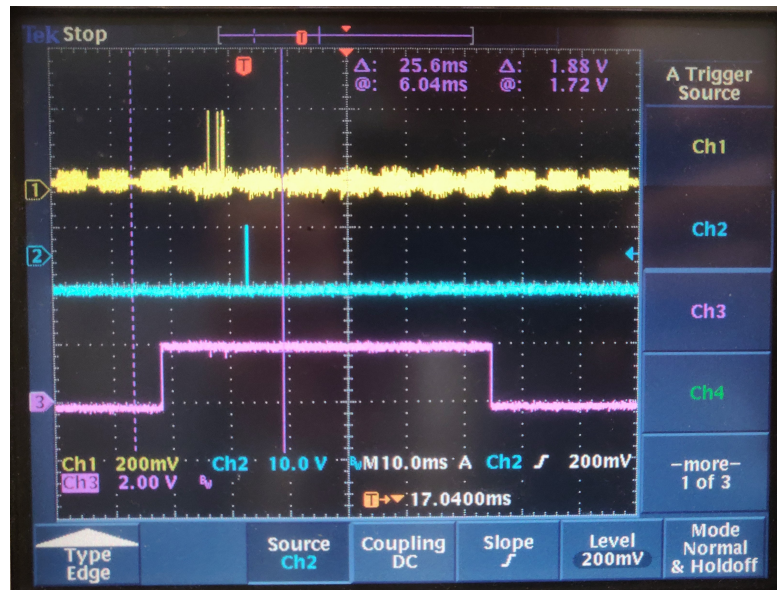 Tek Stop
T
T
Δ: 25.6ms Δ: 1.88 V
@: 6.04ms @: 1.72 V
A Trigger
Source
Ch1
Ch2
Ch3
Ch4
-more-
1 of 3
1
2
3
Ch1 200mV Ch2 10.0 V BW M10.0ms A Ch2 200mV
Ch3 2.00 V BW
T 17.0400ms
Type
Edge
Source
Ch2
Coupling
DC
Slope
Level
200mV
Mode
Normal
& Holdoff